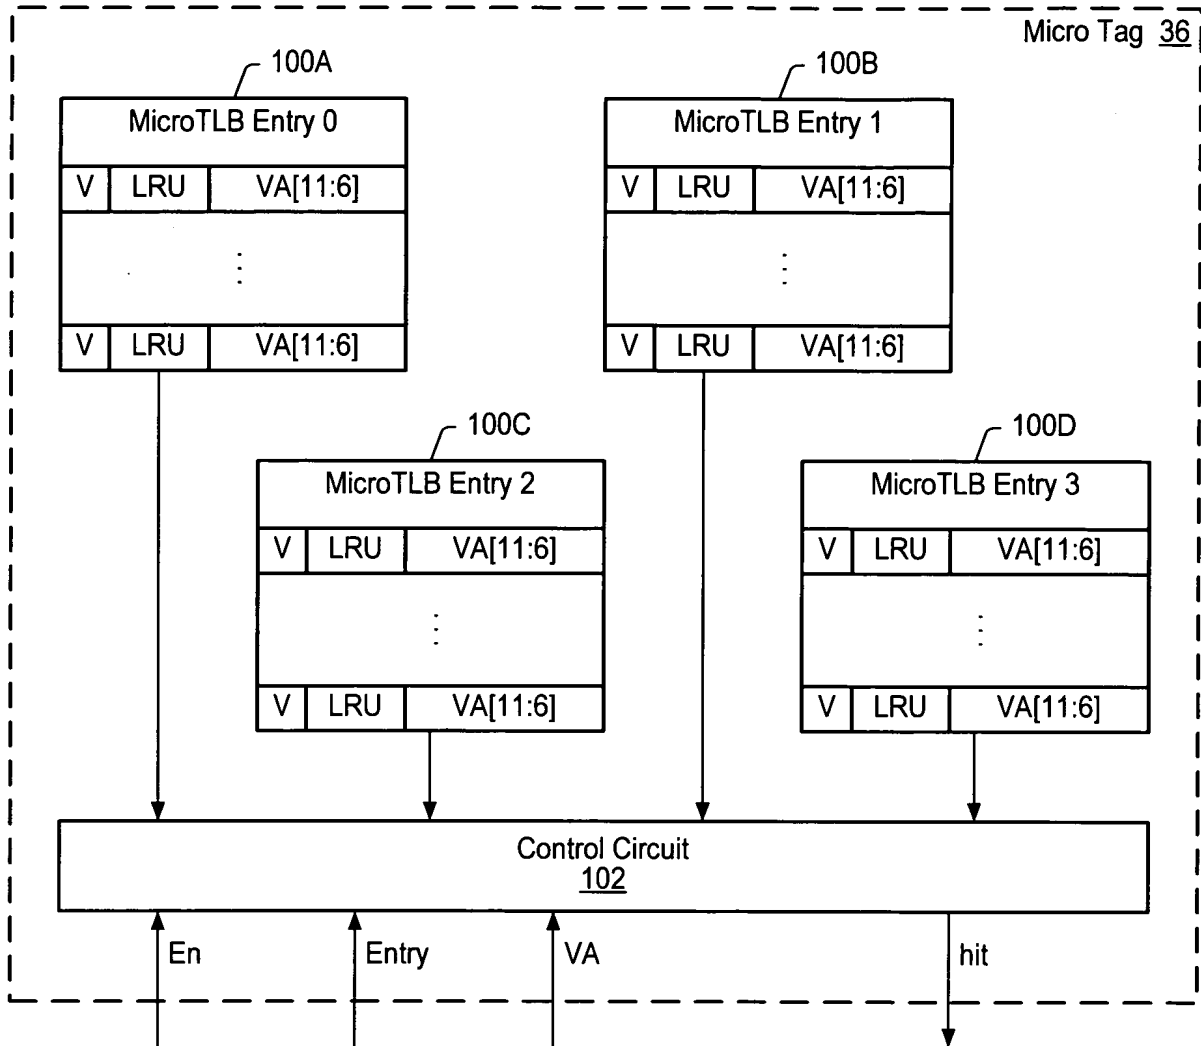 Micro Tag 36
100A
100B
MicroTLB Entry 0
MicroTLB Entry 1
V LRU VA[11:6]
V LRU VA[11:6]
⋮
⋮
V LRU VA[11:6]
V LRU VA[11:6]
100C
100D
MicroTLB Entry 2
MicroTLB Entry 3
V LRU VA[11:6]
V LRU VA[11:6]
⋮
⋮
V LRU VA[11:6]
V LRU VA[11:6]
Control Circuit
102
En
Entry
VA
hit